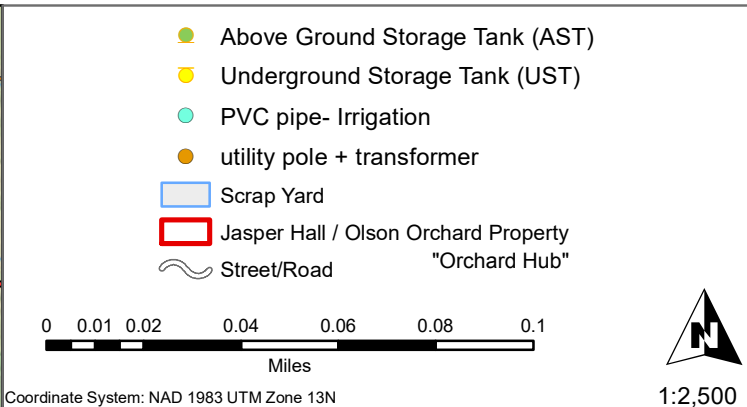 Above Ground Storage Tank (AST)
Underground Storage Tank (UST)
PVC pipe- Irrigation
utility pole + transformer
Scrap Yard
Jasper Hall / Olson Orchard Property
"Orchard Hub"
Street/Road
0 0.01 0.02 0.04 0.06 0.08 0.1
Miles
N
Coordinate System: NAD 1983 UTM Zone 13N
1:2,500